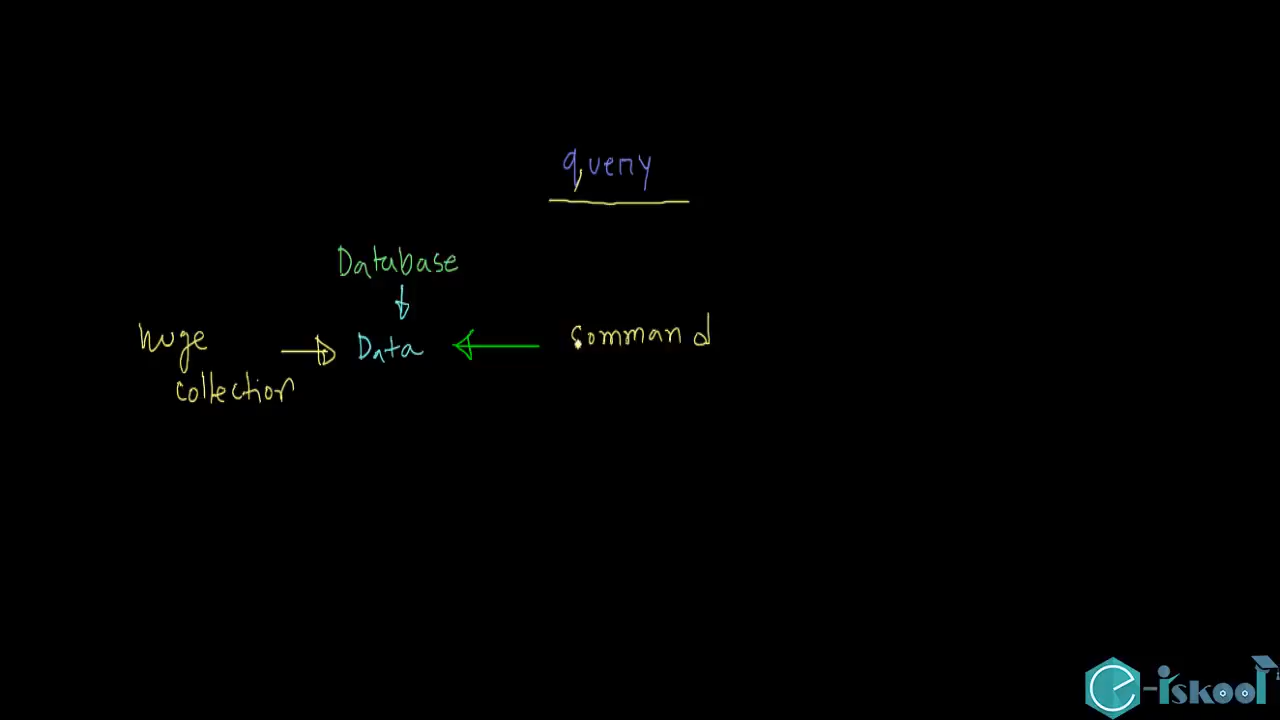 query
Database
huge
collection
Data
command
e-iskool